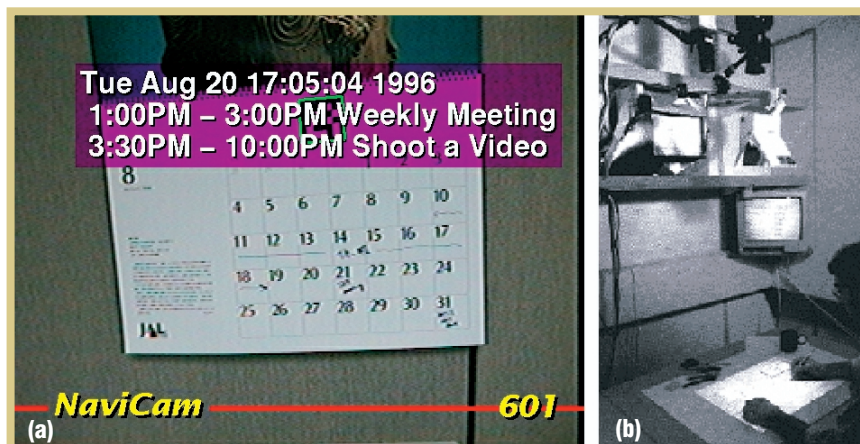 Tue Aug 20 17:05:04 1996
1:00PM – 3:00PM Weekly Meeting
3:30PM – 10:00PM Shoot a Video
8
4 5 6 7 8 9 10
11 12 13 14 15 16 17
18 19 20 21 22 23 24
25 26 27 28 29 30 31
JAL
NaviCam 601
(a)
(b)